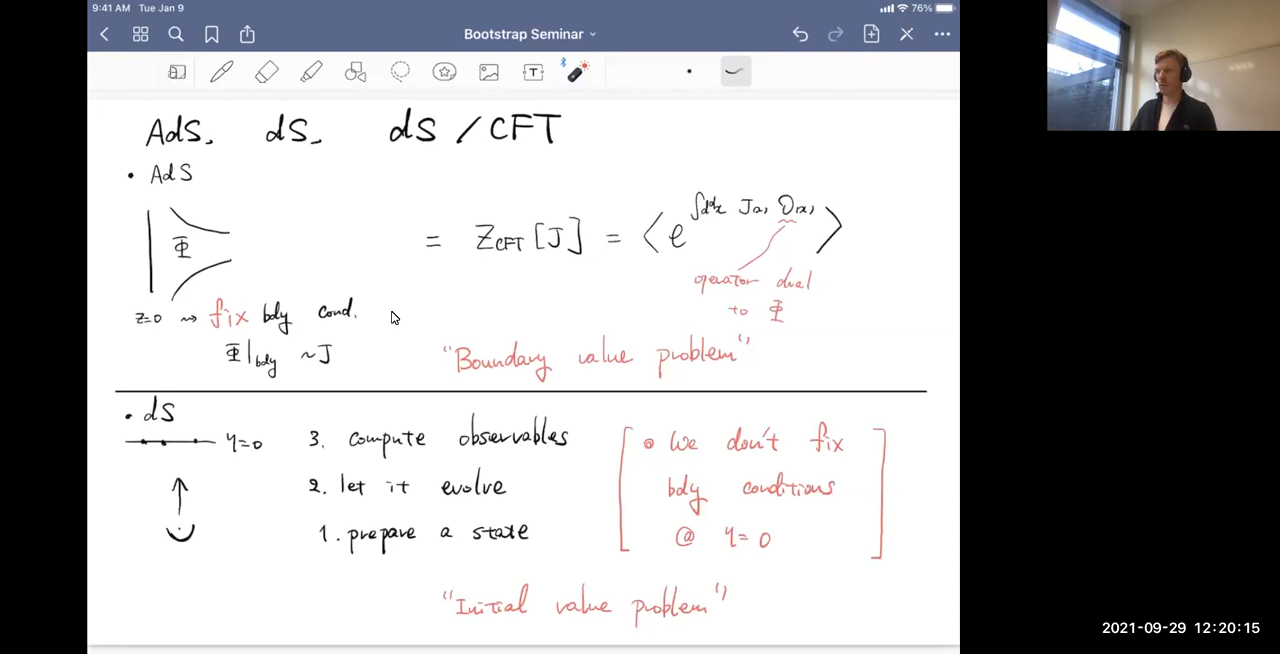 9:41 AM Tue Jan 9
76%
Bootstrap Seminar
AdS, dS, dS / CFT
• AdS
Φ
= Z_CFT [J] = ⟨ e^{∫d^dx J(x) O(x)} ⟩
operator dual
to Φ
z=0 ⇝ fix bdy cond.
Φ|bdy ~ J
"Boundary value problem"
• dS
η=0
3. compute observables
2. let it evolve
1. prepare a state
We don't fix
bdy conditions
@ η=0
"Initial value problem"
2021-09-29 12:20:15